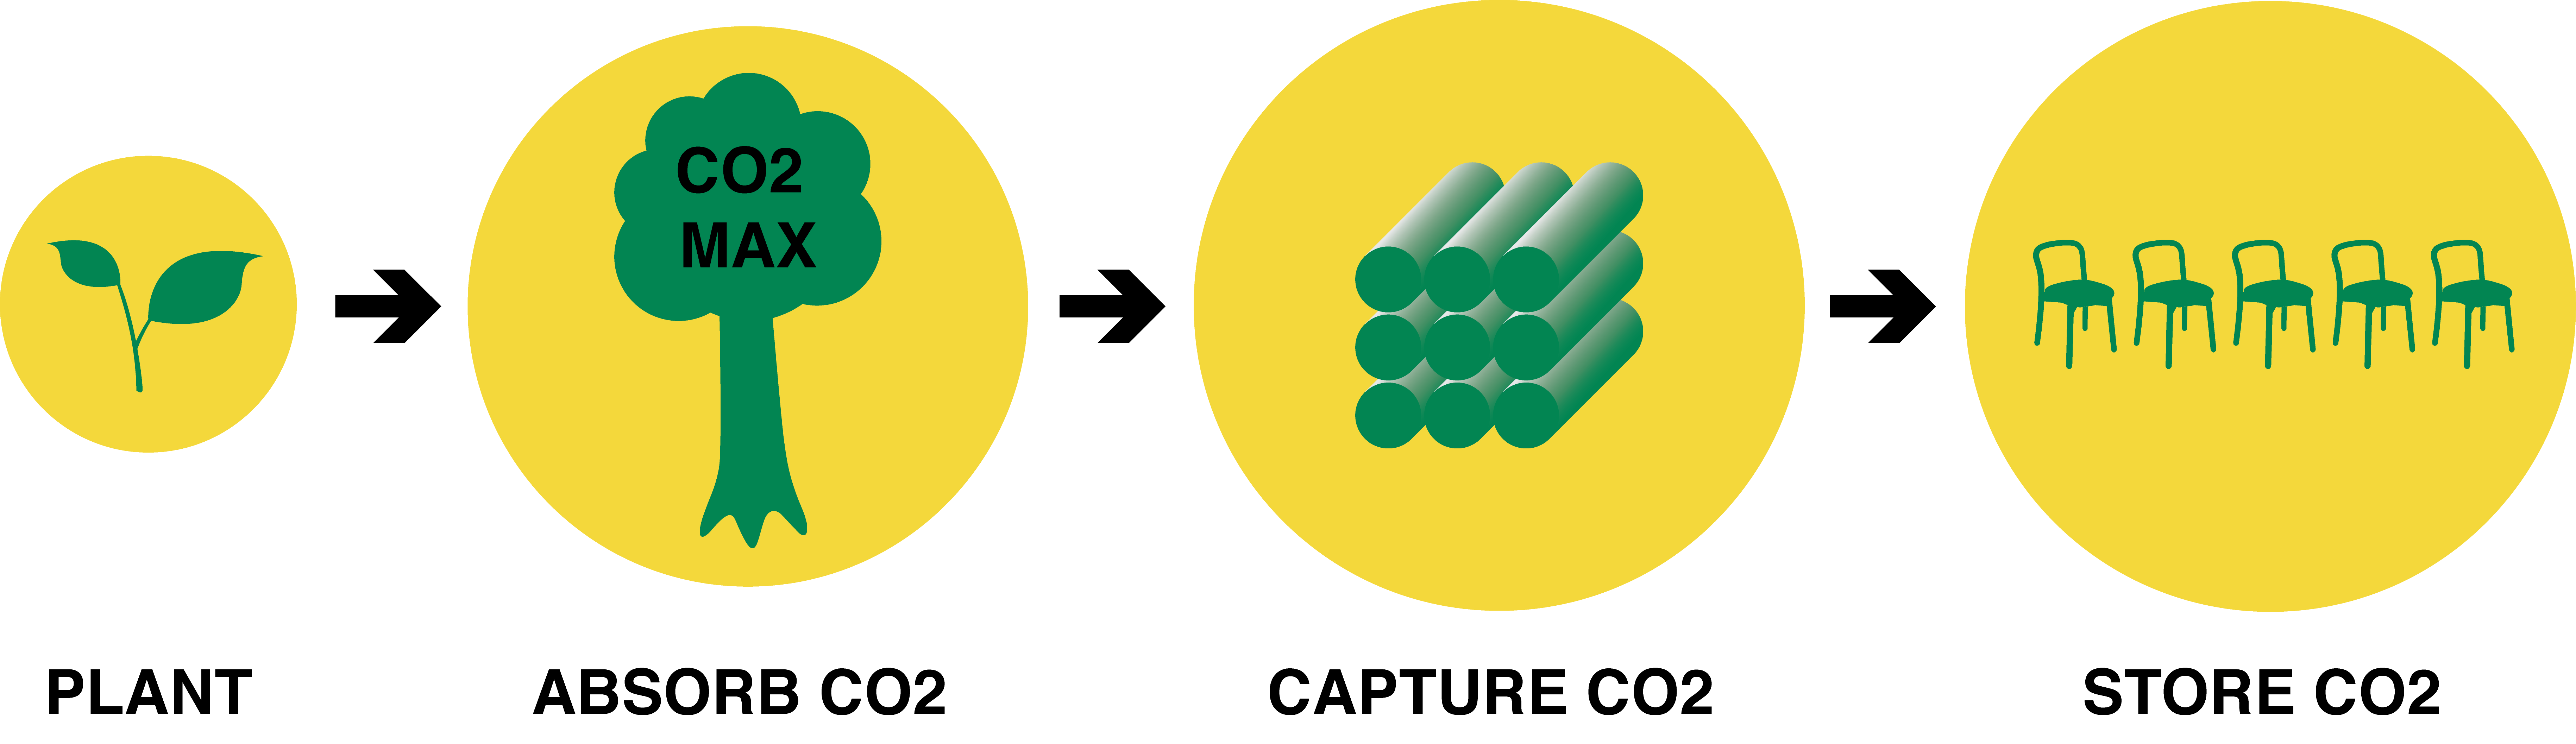 CO2
MAX
PLANT
ABSORB CO2
CAPTURE CO2
STORE CO2